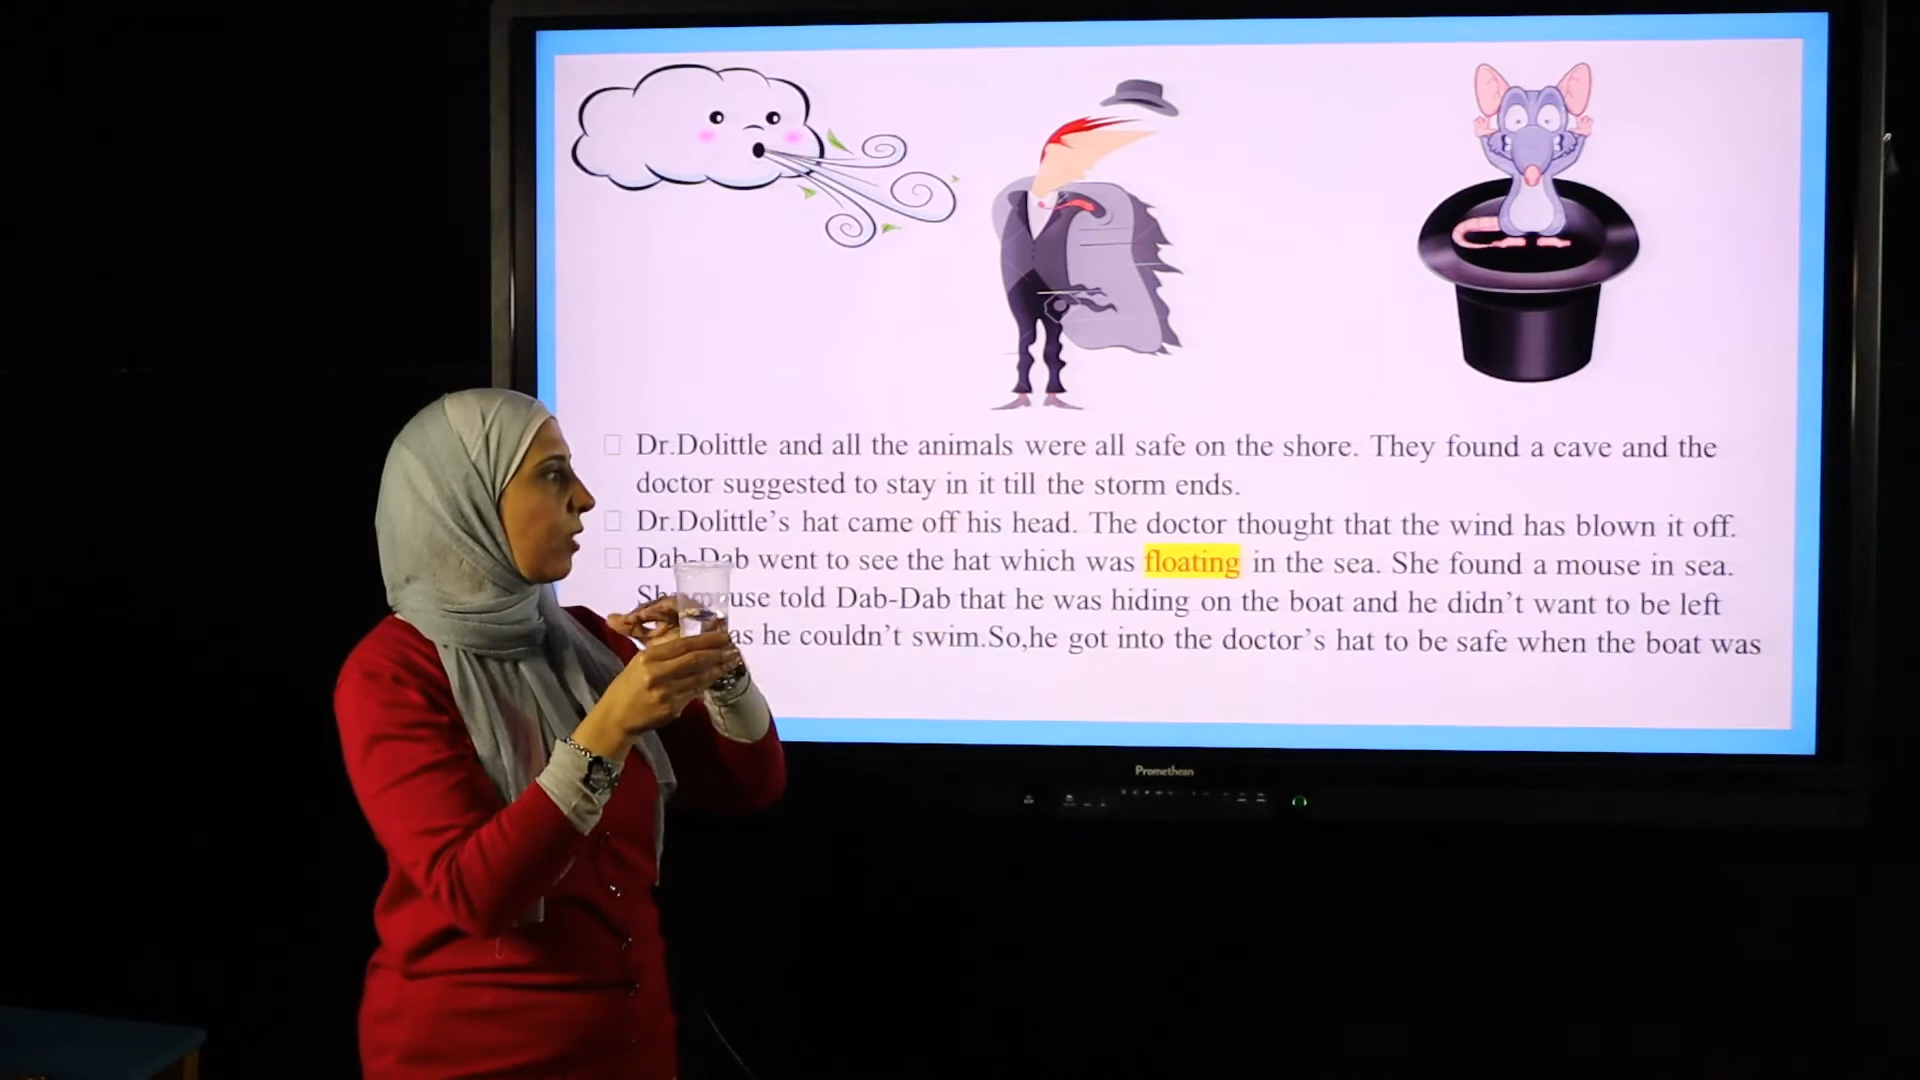 Dr.Dolittle and all the animals were all safe on the shore. They found a cave and the
doctor suggested to stay in it till the storm ends.
Dr.Dolittle's hat came off his head. The doctor thought that the wind has blown it off.
Dab-Dab went to see the hat which was floating in the sea. She found a mouse in sea.
told Dab-Dab that he was hiding on the boat and he didn't want to be left
as he couldn't swim.So,he got into the doctor's hat to be safe when the boat was
Promethean